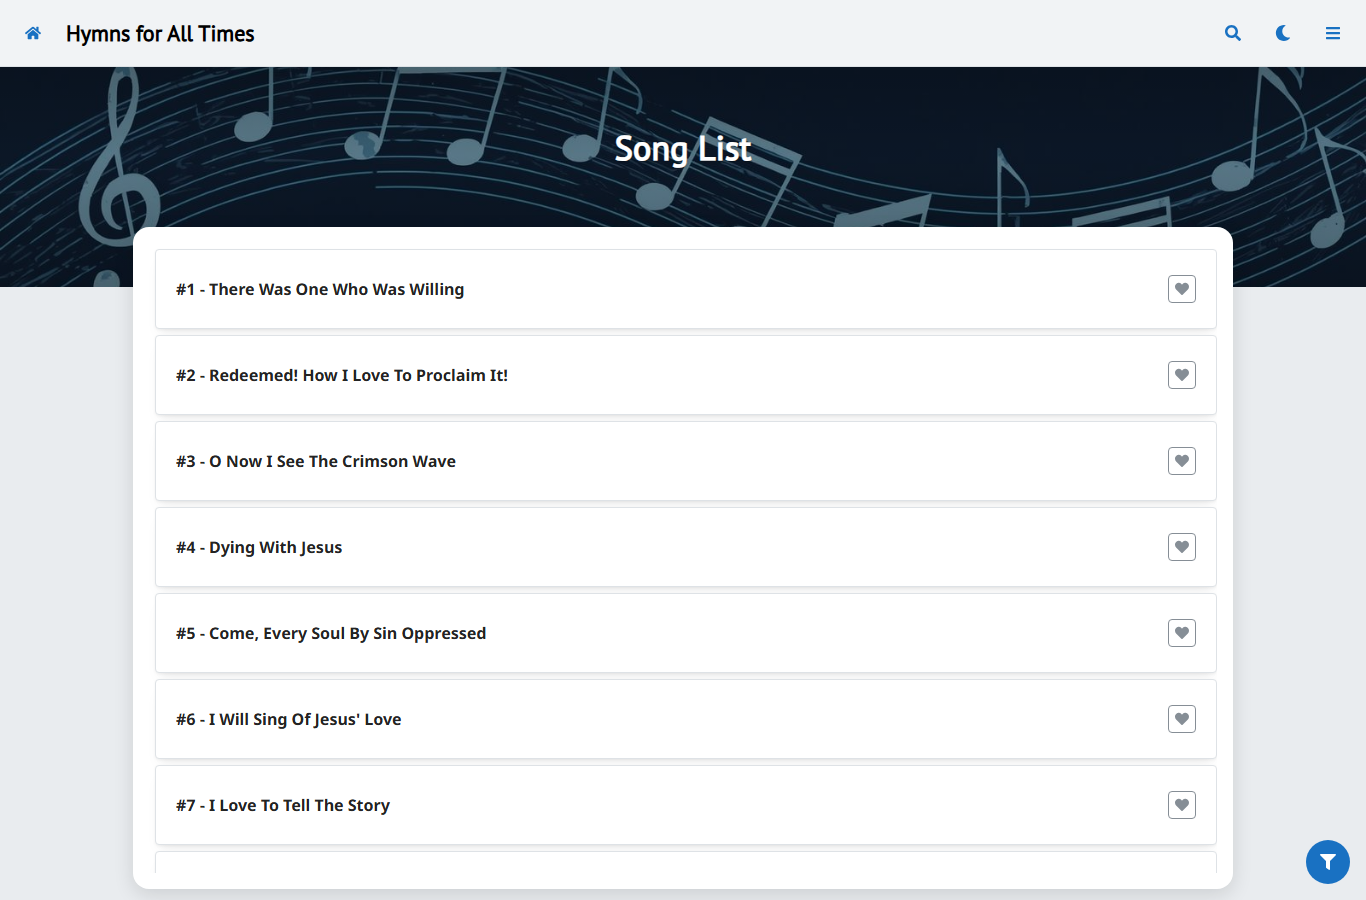 Hymns for All Times
Song List
#1 - There Was One Who Was Willing
#2 - Redeemed! How I Love To Proclaim It!
#3 - O Now I See The Crimson Wave
#4 - Dying With Jesus
#5 - Come, Every Soul By Sin Oppressed
#6 - I Will Sing Of Jesus' Love
#7 - I Love To Tell The Story